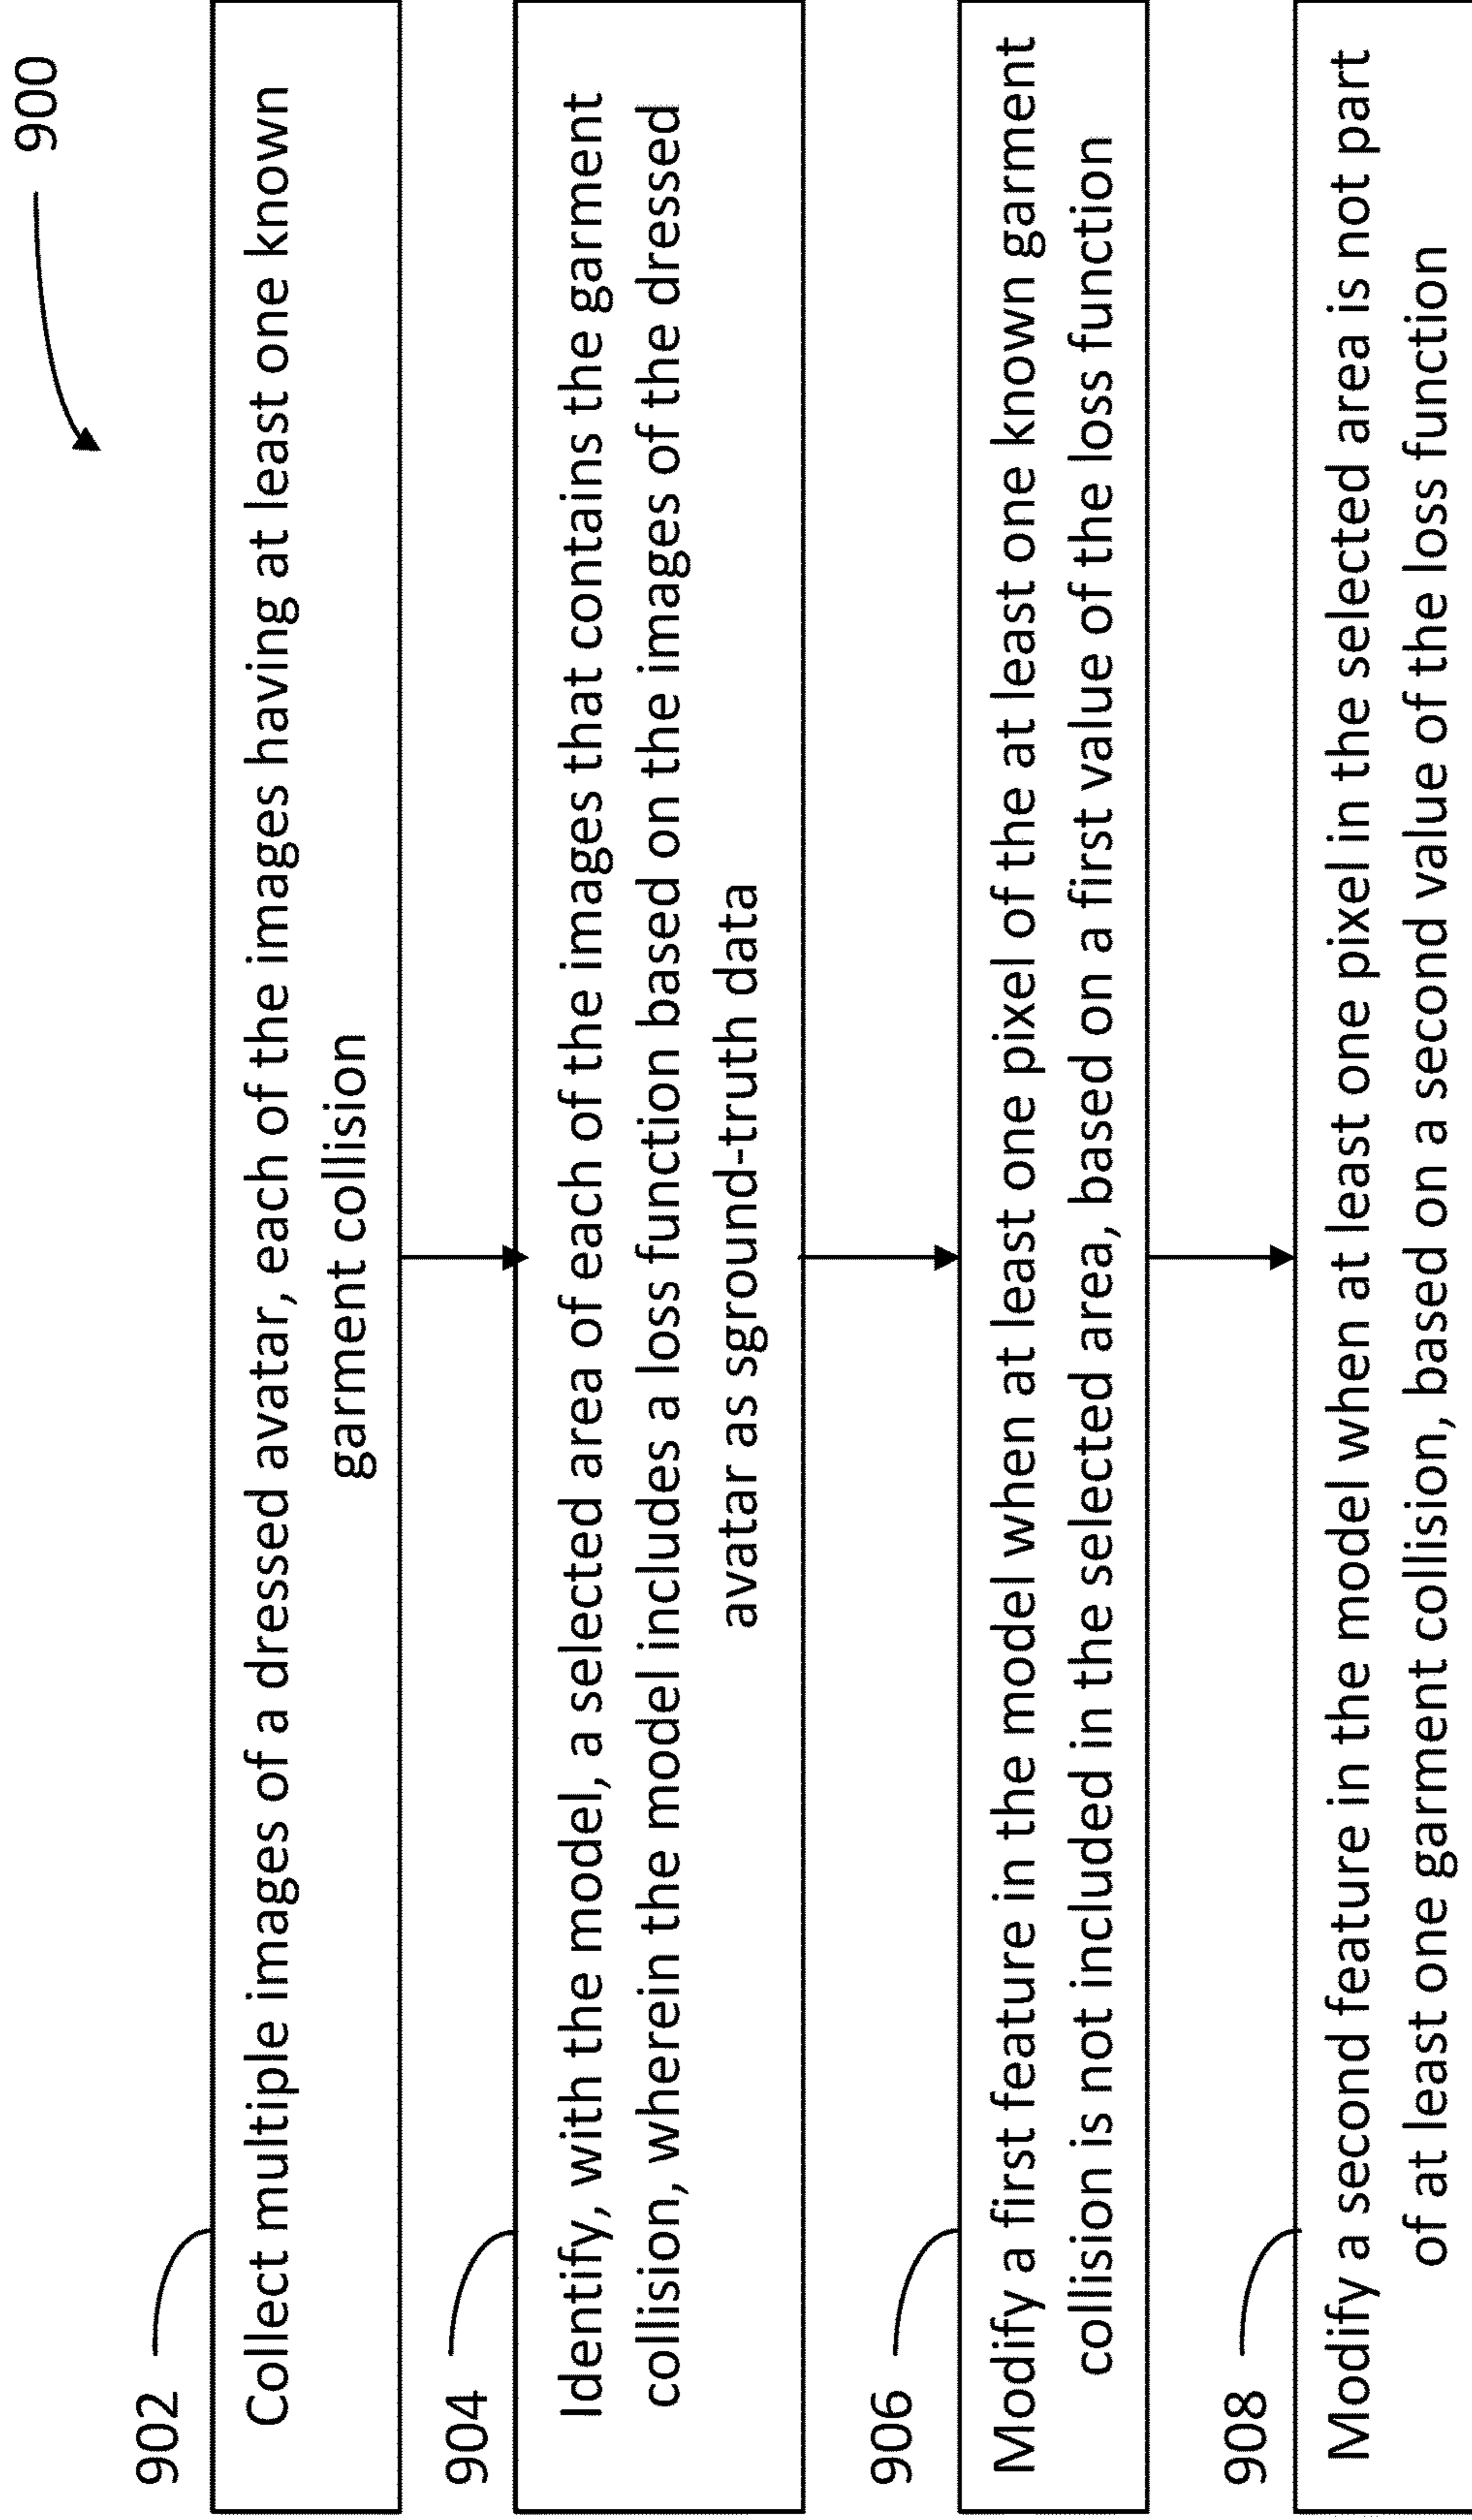 900
902
Collect multiple images of a dressed avatar, each of the images having at least one known
garment collision
904
Identify, with the model, a selected area of each of the images that contains the garment
collision, wherein the model includes a loss function based on the images of the dressed
avatar as sground-truth data
906
Modify a first feature in the model when at least one pixel of the at least one known garment
collision is not included in the selected area, based on a first value of the loss function
908
Modify a second feature in the model when at least one pixel in the selected area is not part
of at least one garment collision, based on a second value of the loss function